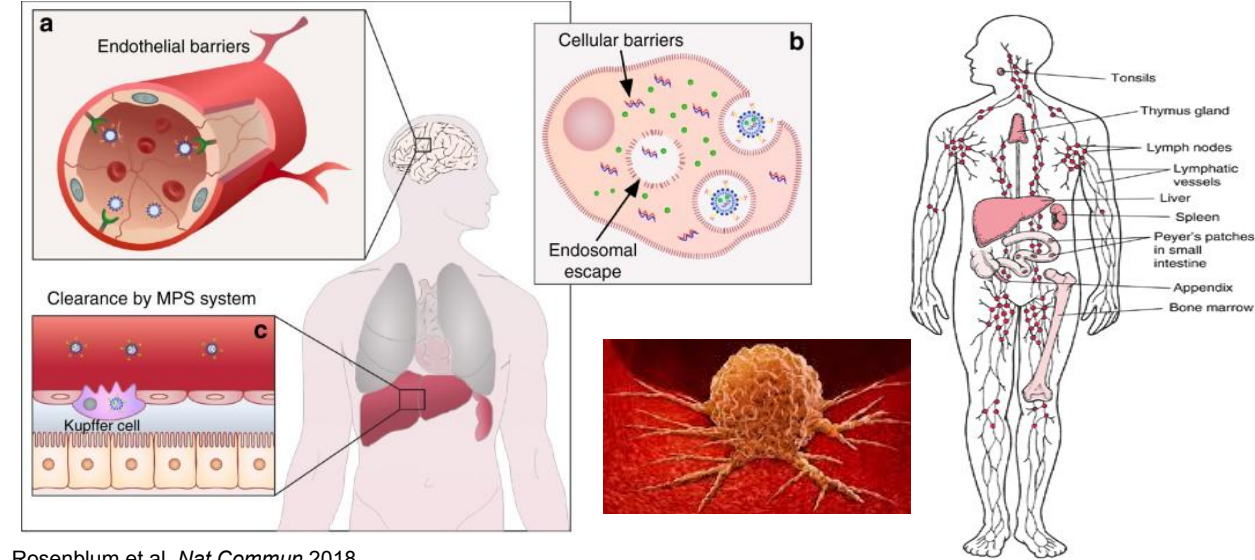 a
Endothelial barriers
Cellular barriers
b
Endosomal
escape
Clearance by MPS system
c
Kupffer cell
Tonsils
Thymus gland
Lymph nodes
Lymphatic
vessels
Liver
Spleen
Peyer's patches
in small
intestine
Appendix
Bone marrow
Rosenblum et al. Nat Commun 2018